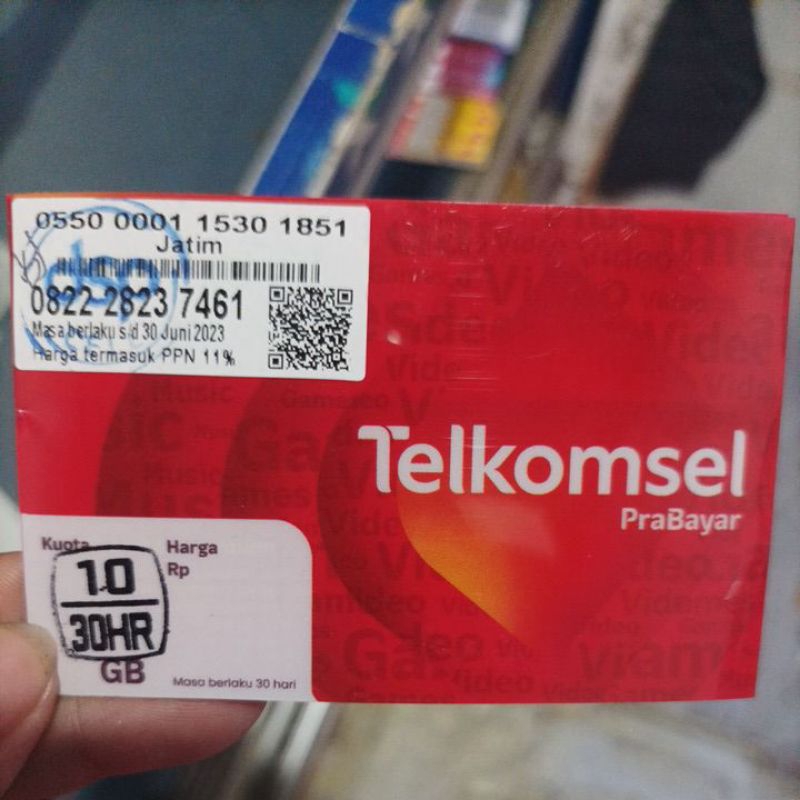 0550 0001 1530 1851
Jatim
0822 2823 7461
Masa berlaku s/d 30 Juni 2023
Harga termasuk PPN 11%
Telkomsel
PraBayar
Kuota
Harga
Rp
10
30HR
GB
Masa berlaku 30 hari